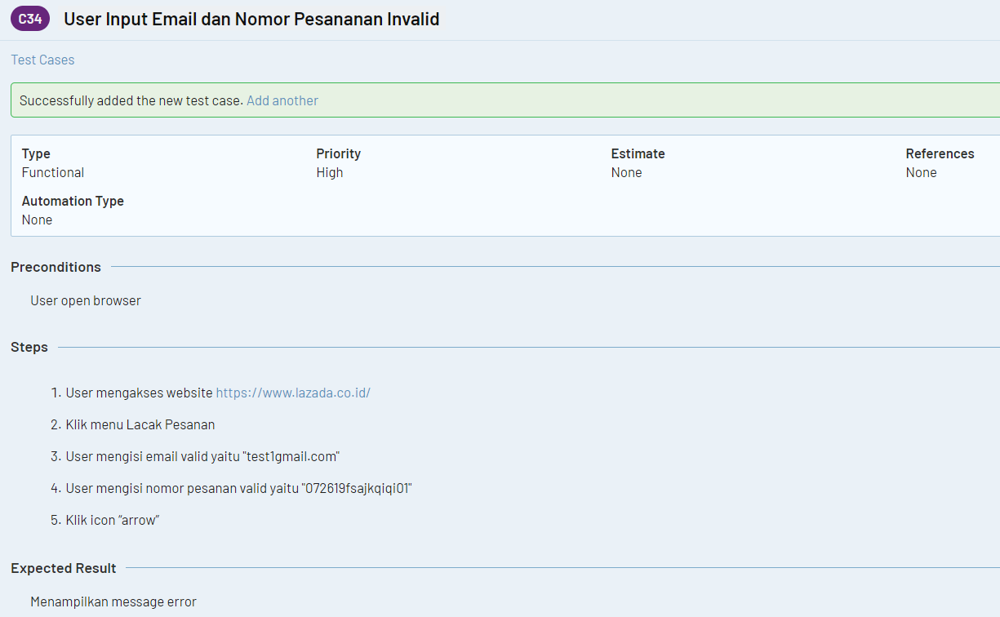 C34 User Input Email dan Nomor Pesananan Invalid
Test Cases
Successfully added the new test case. Add another
Type Priority Estimate References
Functional High None None
Automation Type
None
Preconditions
User open browser
Steps
1. User mengakses website https://www.lazada.co.id/
2. Klik menu Lacak Pesanan
3. User mengisi email valid yaitu "test1gmail.com"
4. User mengisi nomor pesanan valid yaitu "072619fsajkqiqi01"
5. Klik icon “arrow”
Expected Result
Menampilkan message error